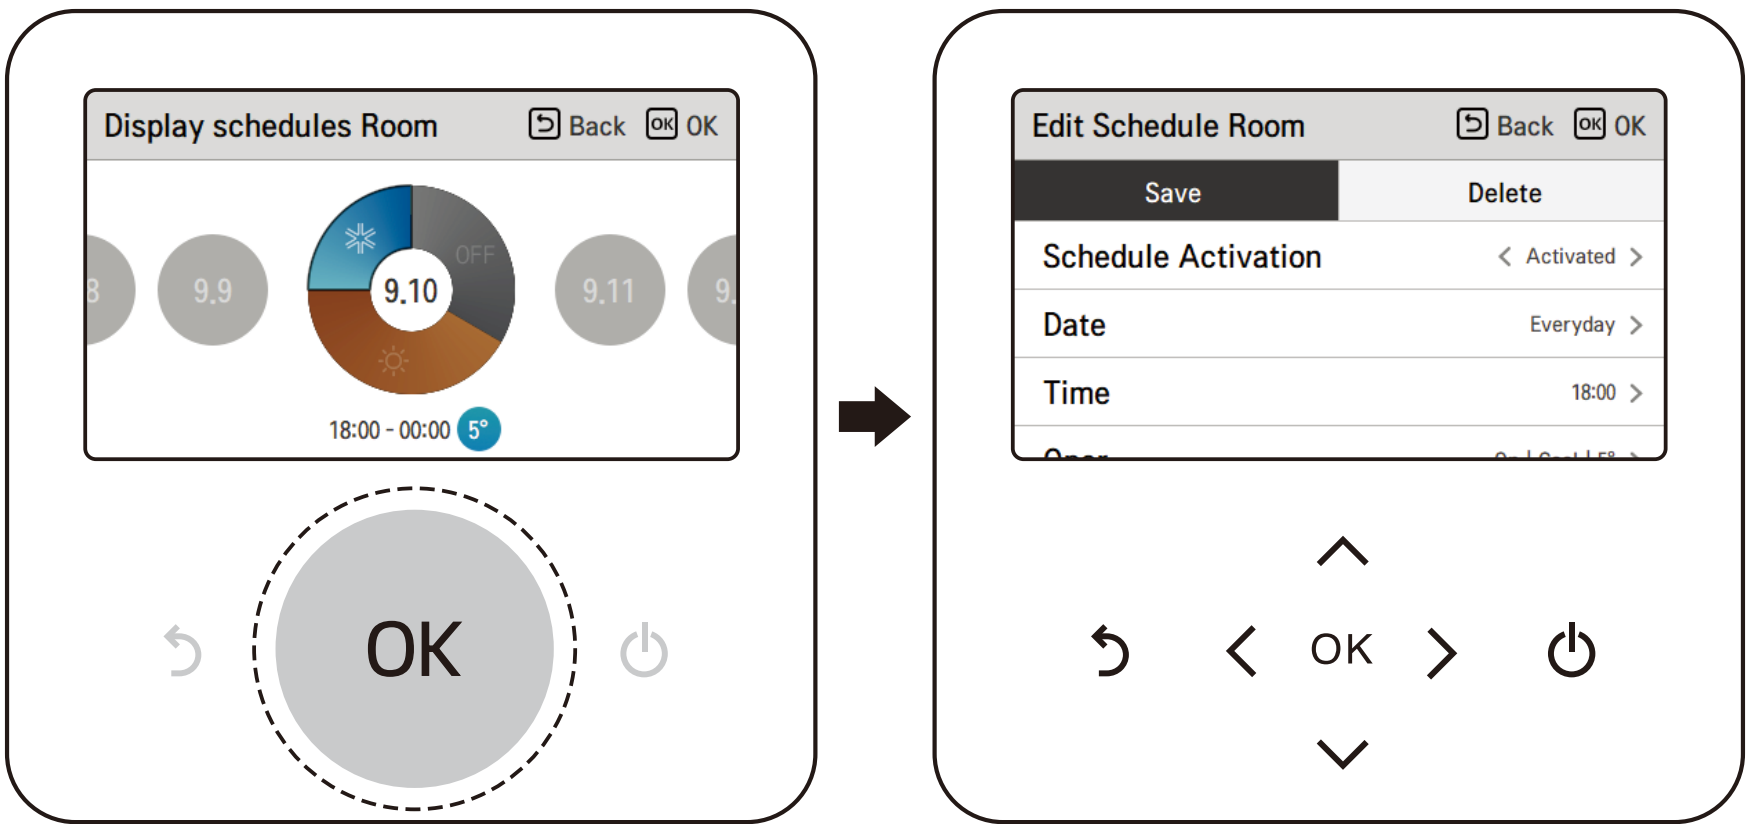 Display schedules Room Back OK OK
8 9.9 9.10 9.11 9.
OFF
18:00 - 00:00 5°
OK
Edit Schedule Room Back OK OK
Save Delete
Schedule Activation < Activated >
Date Everyday >
Time 18:00 >
OK